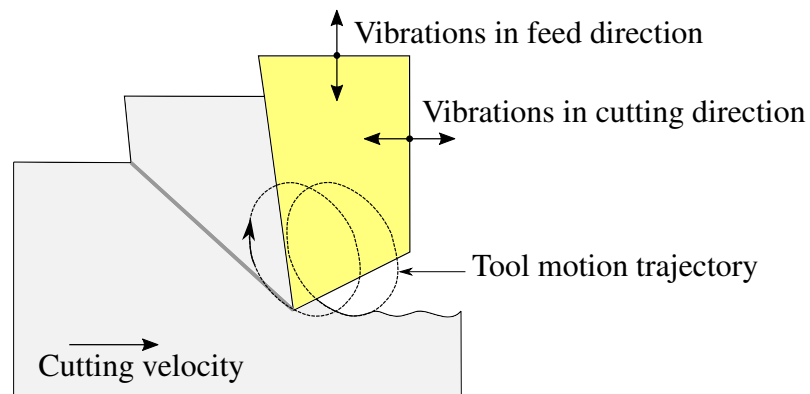 Vibrations in feed direction
Vibrations in cutting direction
Tool motion trajectory
Cutting velocity